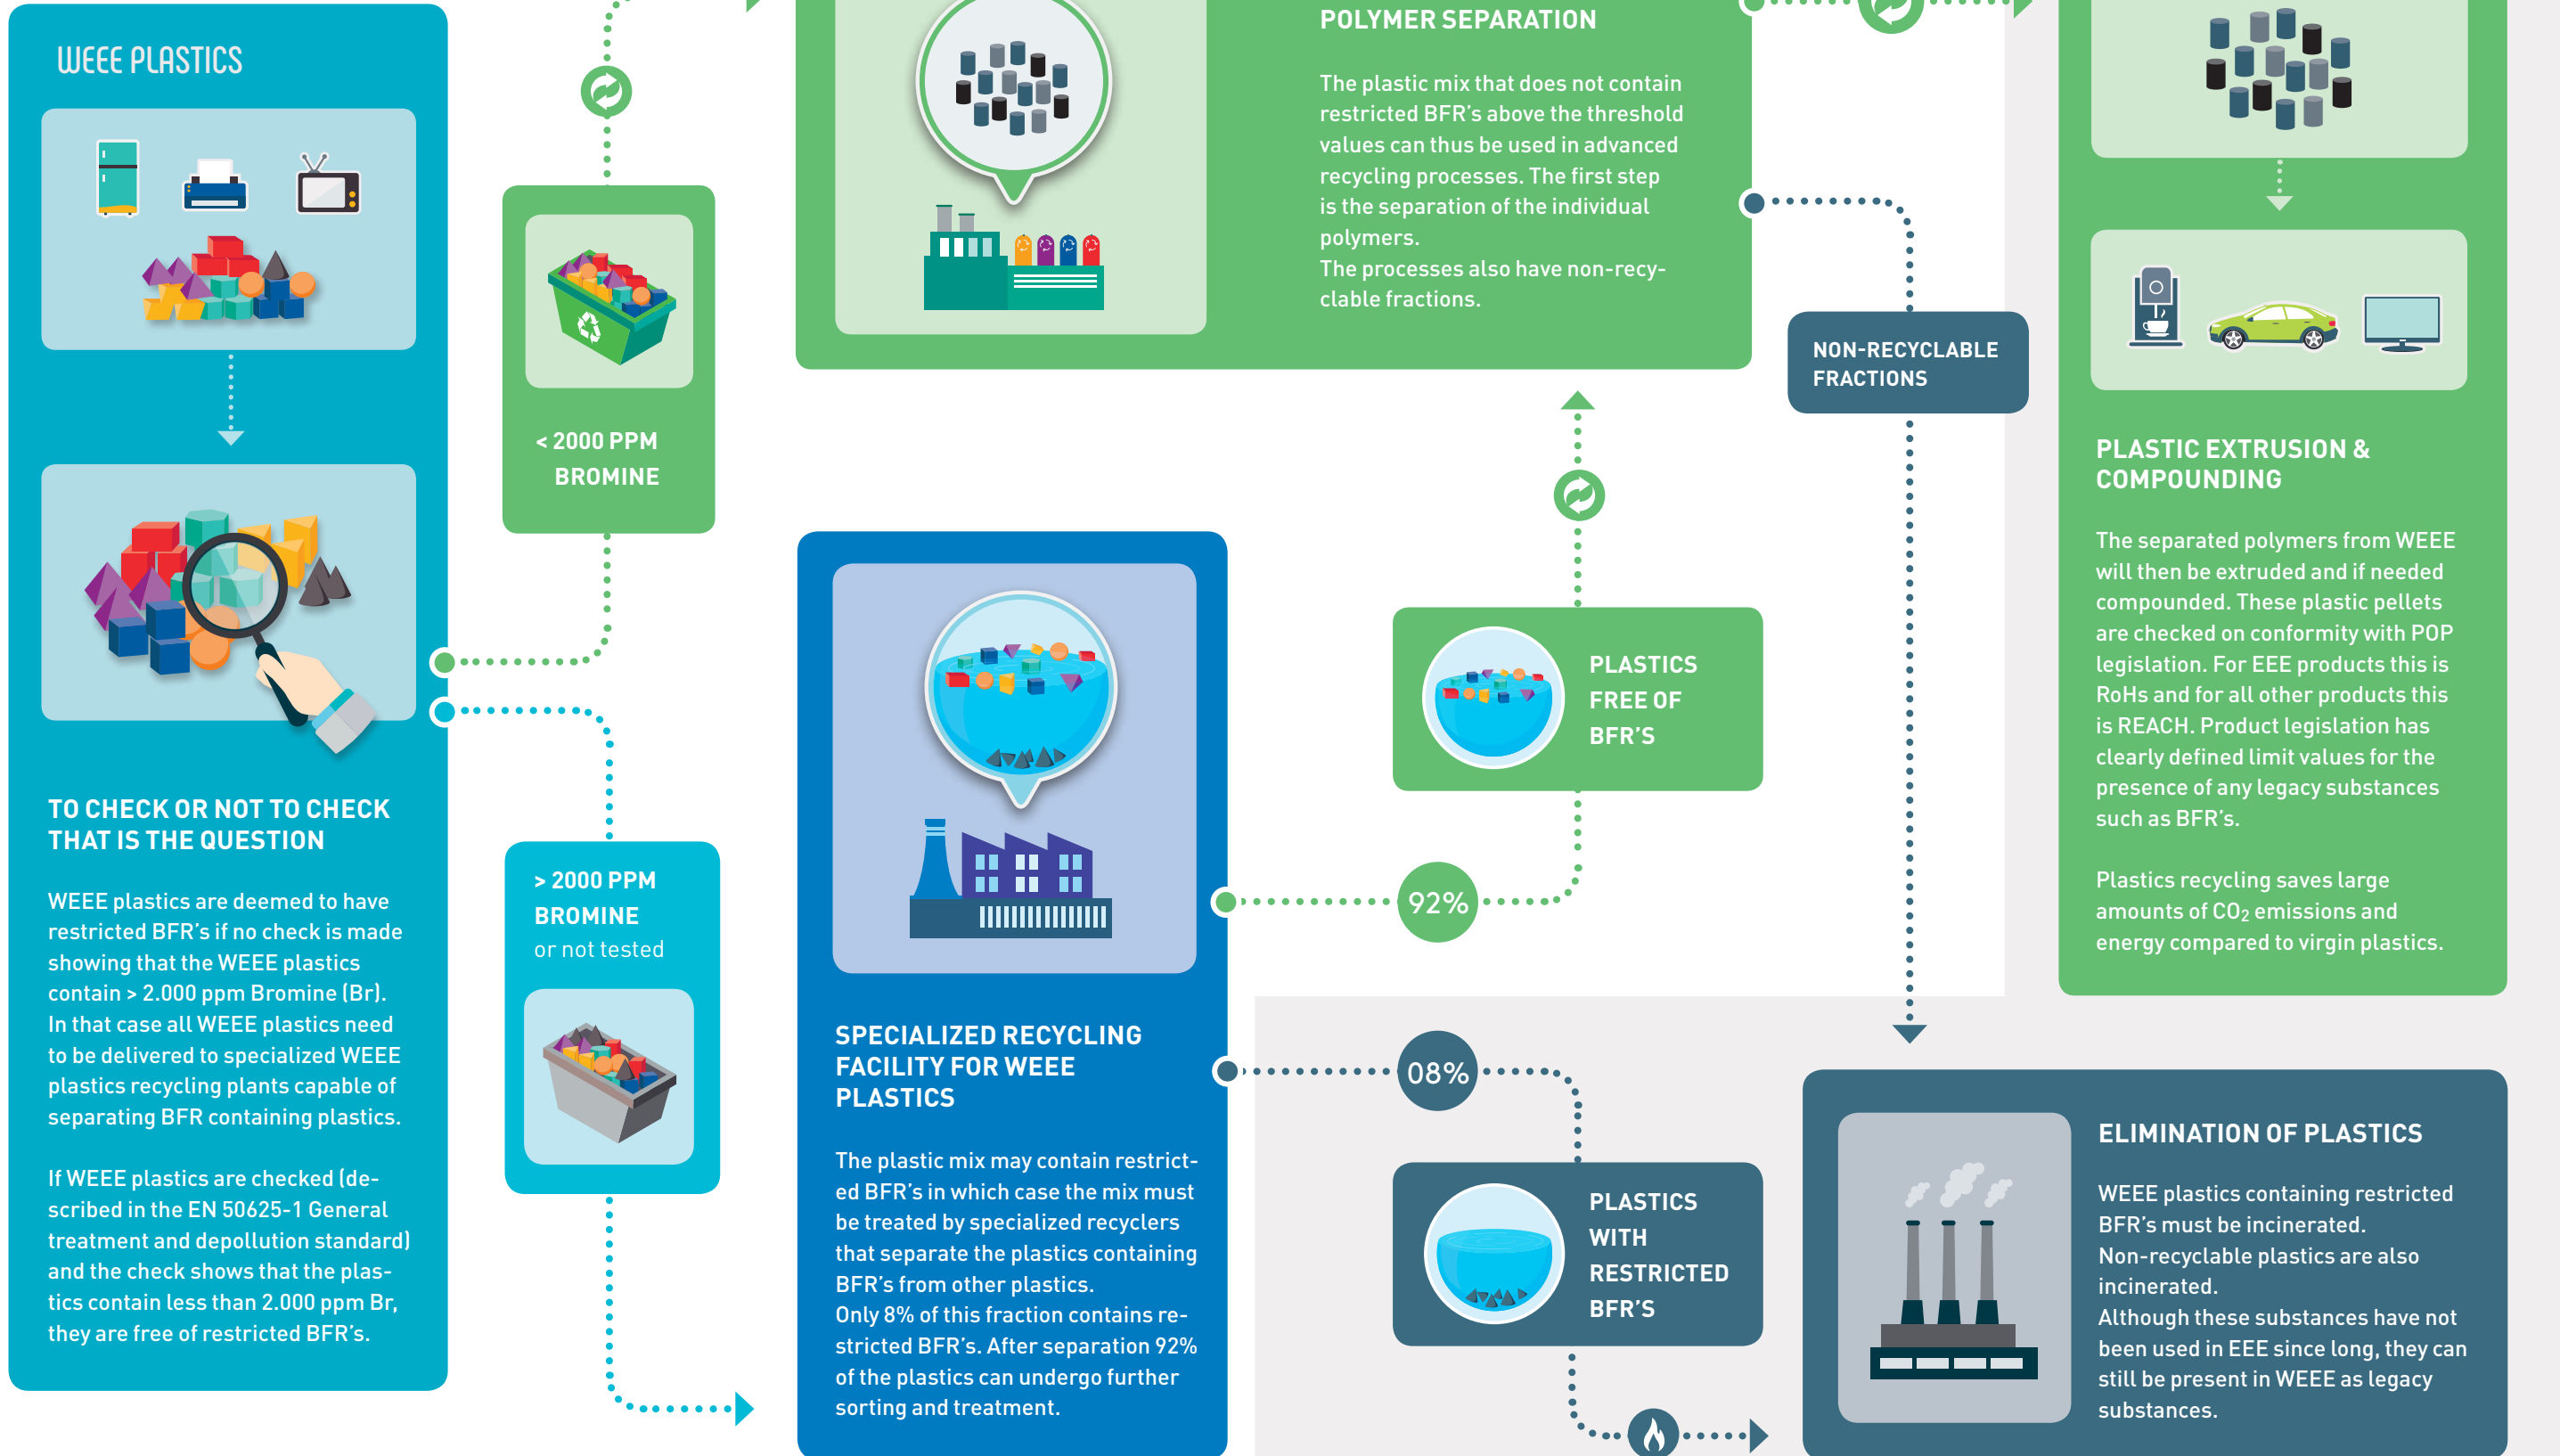 WEEE PLASTICS
TO CHECK OR NOT TO CHECK
THAT IS THE QUESTION
WEEE plastics are deemed to have
restricted BFR's if no check is made
showing that the WEEE plastics
contain > 2.000 ppm Bromine (Br).
In that case all WEEE plastics need
to be delivered to specialized WEEE
plastics recycling plants capable of
separating BFR containing plastics.
If WEEE plastics are checked (de-
scribed in the EN 50625-1 General
treatment and depollution standard)
and the check shows that the plas-
tics contain less than 2.000 ppm Br,
they are free of restricted BFR's.
< 2000 PPM
BROMINE
> 2000 PPM
BROMINE
or not tested
POLYMER SEPARATION
The plastic mix that does not contain
restricted BFR's above the threshold
values can thus be used in advanced
recycling processes. The first step
is the separation of the individual
polymers.
The processes also have non-recy-
clable fractions.
SPECIALIZED RECYCLING
FACILITY FOR WEEE
PLASTICS
The plastic mix may contain restrict-
ed BFR's in which case the mix must
be treated by specialized recyclers
that separate the plastics containing
BFR's from other plastics.
Only 8% of this fraction contains re-
stricted BFR's. After separation 92%
of the plastics can undergo further
sorting and treatment.
PLASTICS
FREE OF
BFR'S
92%
08%
PLASTICS
WITH
RESTRICTED
BFR'S
NON-RECYCLABLE
FRACTIONS
PLASTIC EXTRUSION &
COMPOUNDING
The separated polymers from WEEE
will then be extruded and if needed
compounded. These plastic pellets
are checked on conformity with POP
legislation. For EEE products this is
RoHs and for all other products this
is REACH. Product legislation has
clearly defined limit values for the
presence of any legacy substances
such as BFR's.
Plastics recycling saves large
amounts of CO₂ emissions and
energy compared to virgin plastics.
ELIMINATION OF PLASTICS
WEEE plastics containing restricted
BFR's must be incinerated.
Non-recyclable plastics are also
incinerated.
Although these substances have not
been used in EEE since long, they can
still be present in WEEE as legacy
substances.